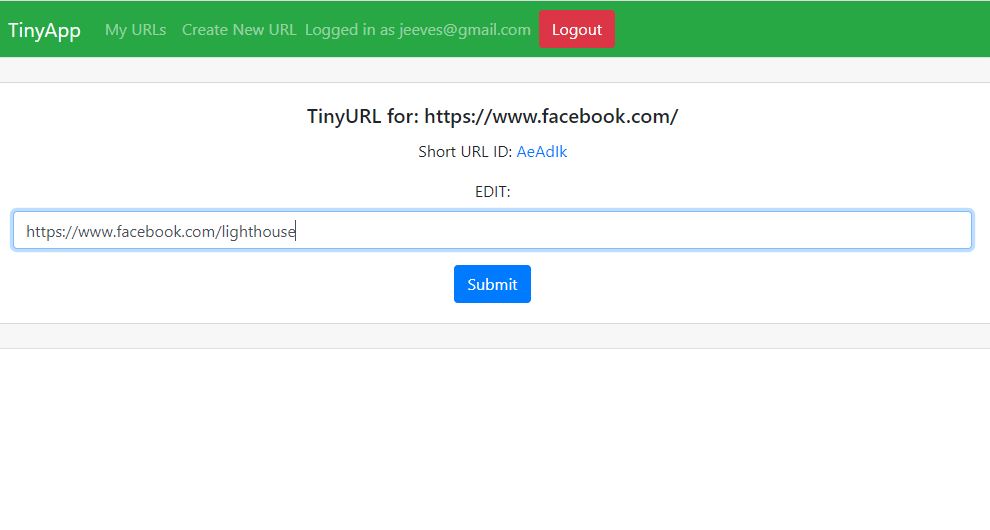 TinyApp My URLs Create New URL Logged in as jeeves@gmail.com Logout
TinyURL for: https://www.facebook.com/
Short URL ID: AeAdIk
EDIT:
https://www.facebook.com/lighthouse
Submit